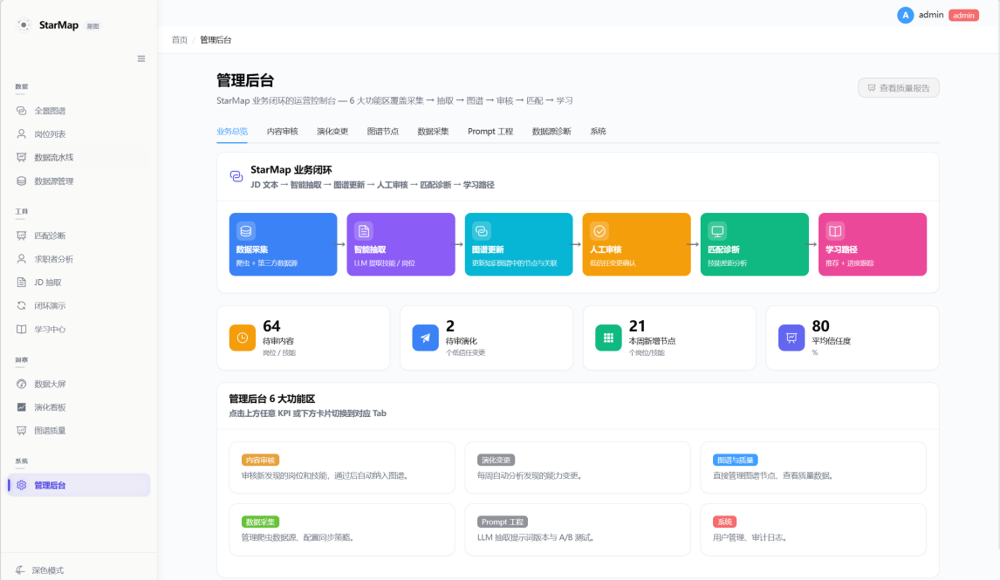 StarMap 星图
A admin admin
首页 / 管理后台
数据
全景图谱
岗位列表
数据流水线
数据源管理
工具
匹配诊断
求职者分析
JD 抽取
闭环演示
学习中心
洞察
数据大屏
演化看板
图谱质量
系统
管理后台
深色模式
管理后台
StarMap 业务闭环的运营控制台 — 6 大功能区覆盖采集 → 抽取 → 图谱 → 审核 → 匹配 → 学习
查看质量报告
业务总览 内容审核 演化变更 图谱节点 数据采集 Prompt 工程 数据源诊断 系统
StarMap 业务闭环
JD 文本 → 智能抽取 → 图谱更新 → 人工审核 → 匹配诊断 → 学习路径
数据采集
爬虫 + 第三方数据源
智能抽取
LLM 提取技能 / 岗位
图谱更新
更新知识图谱中的节点与关联
人工审核
低信任变更确认
匹配诊断
技能差距分析
学习路径
推荐 + 进度跟踪
64
待审内容
岗位 / 技能
2
待审演化
个低信任变更
21
本周新增节点
个岗位/技能
80
平均信任度
%
管理后台 6 大功能区
点击上方任意 KPI 或下方卡片切换到对应 Tab
内容审核
审核新发现的岗位和技能，通过后自动纳入图谱。
演化变更
每周自动分析发现的能力变更。
图谱与质量
直接管理图谱节点、查看质量数据。
数据采集
管理爬虫数据源、配置同步策略。
Prompt 工程
LLM 抽取提示词版本与 A/B 测试。
系统
用户管理、审计日志。